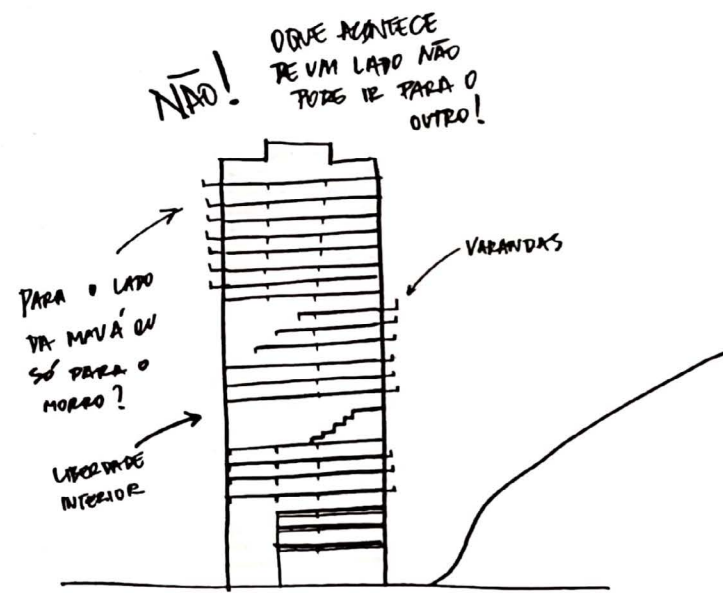 NÃO!
O QUE ACONTECE
DE UM LADO NÃO
PODE IR PARA O
OUTRO!
VARANDAS
PARA O LADO
DA MAUÁ OU
SÓ PARA O
MORRO?
LIBERDADE
INTERIOR